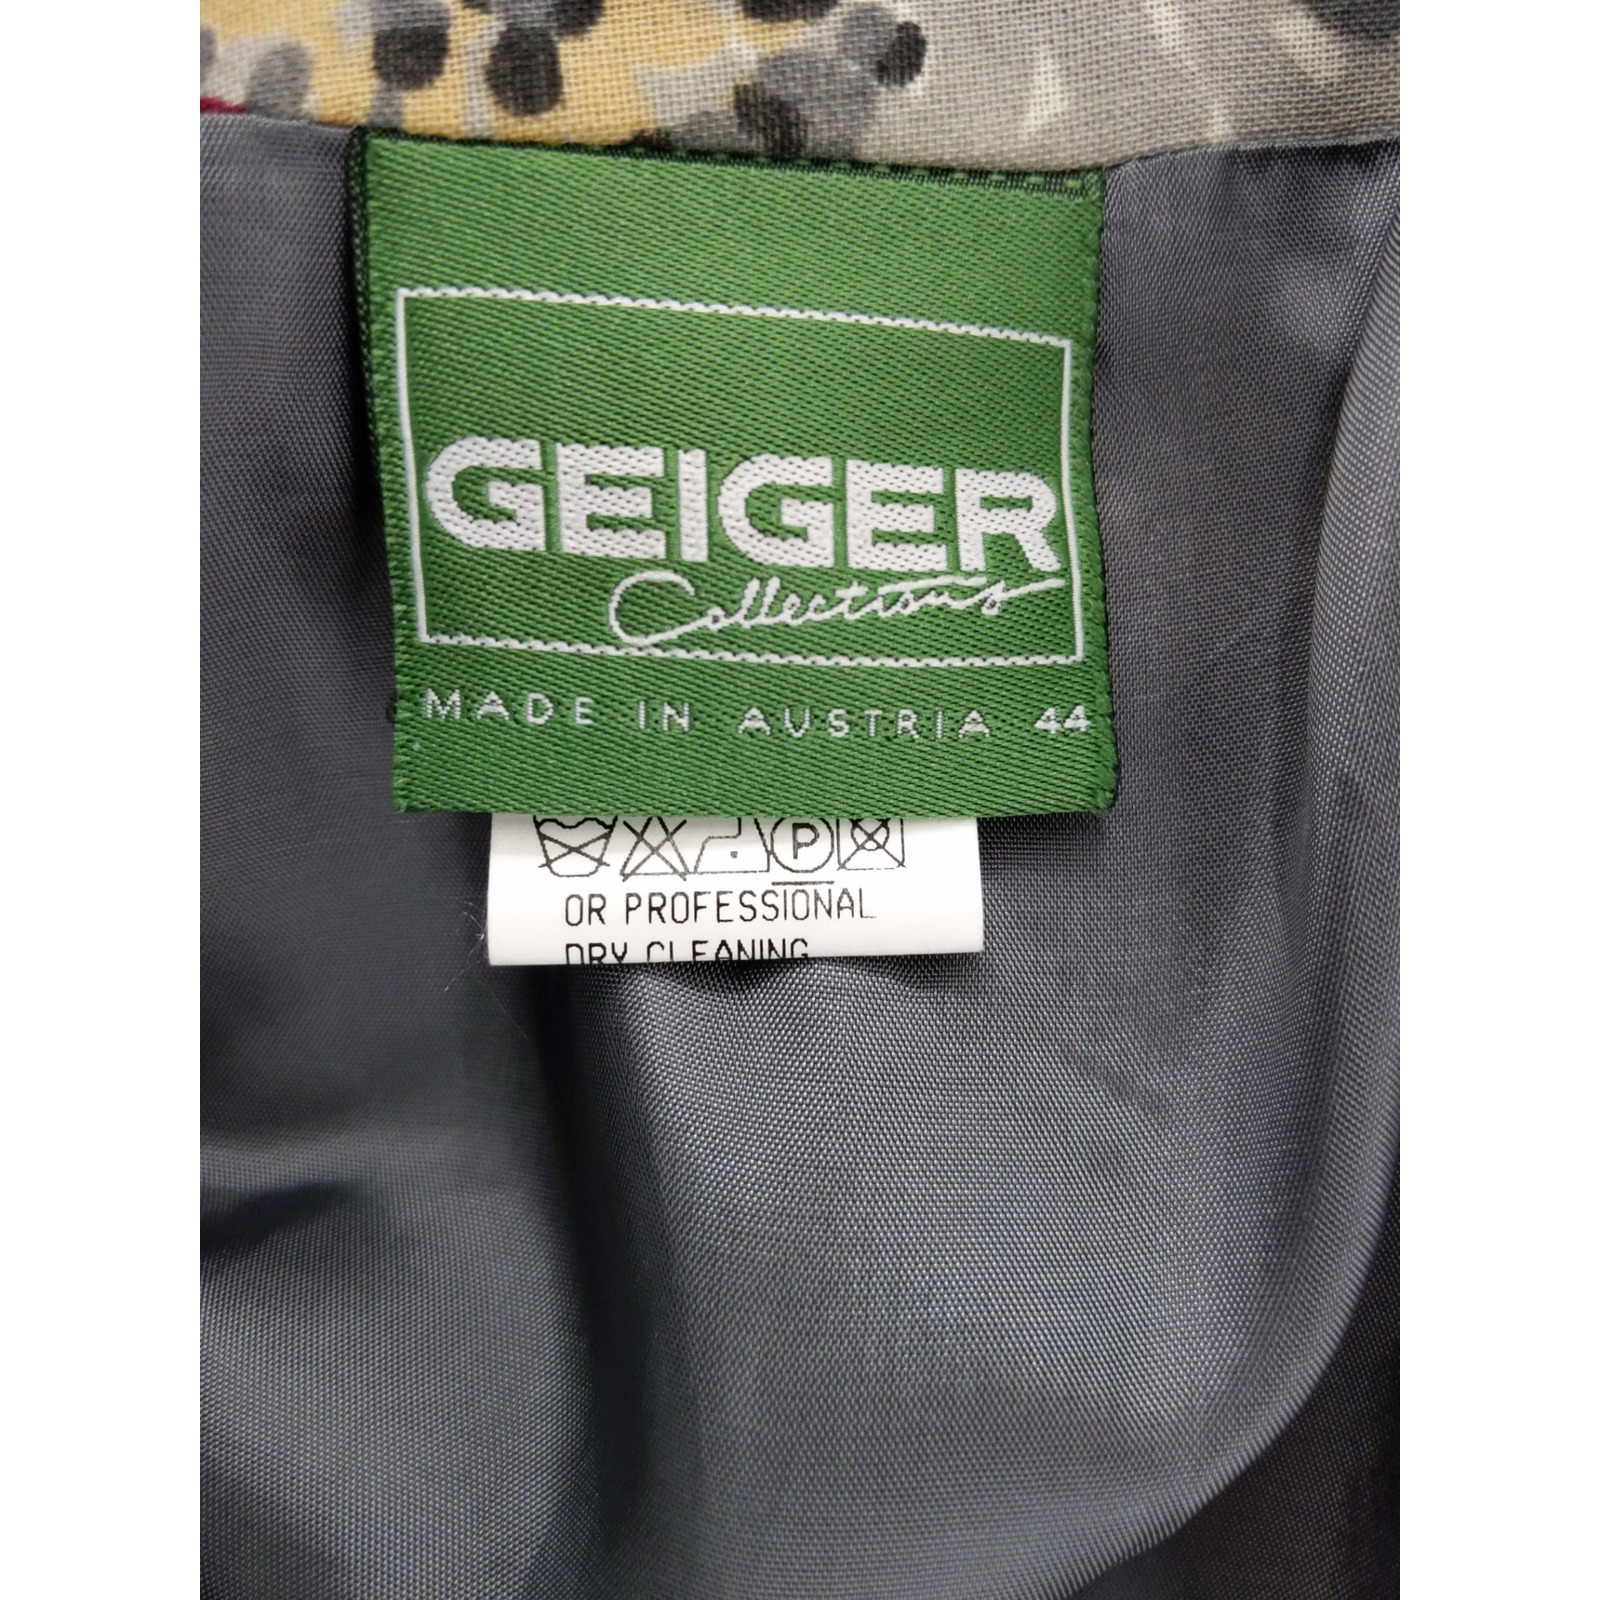 GEIGER
Collections
MADE IN AUSTRIA 44
P
OR PROFESSIONAL
DRY CLEANING